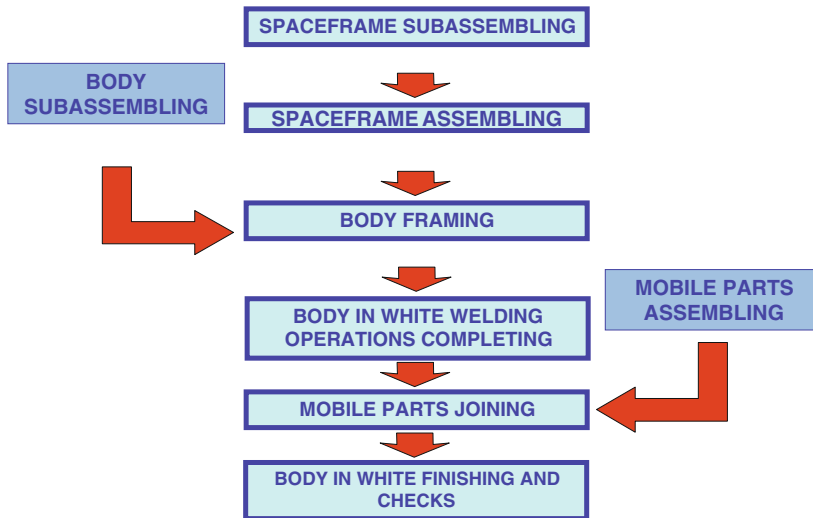 SPACEFRAME SUBASSEMBLING
BODY
SUBASSEMBLING
SPACEFRAME ASSEMBLING
BODY FRAMING
MOBILE PARTS
ASSEMBLING
BODY IN WHITE WELDING
OPERATIONS COMPLETING
MOBILE PARTS JOINING
BODY IN WHITE FINISHING AND
CHECKS